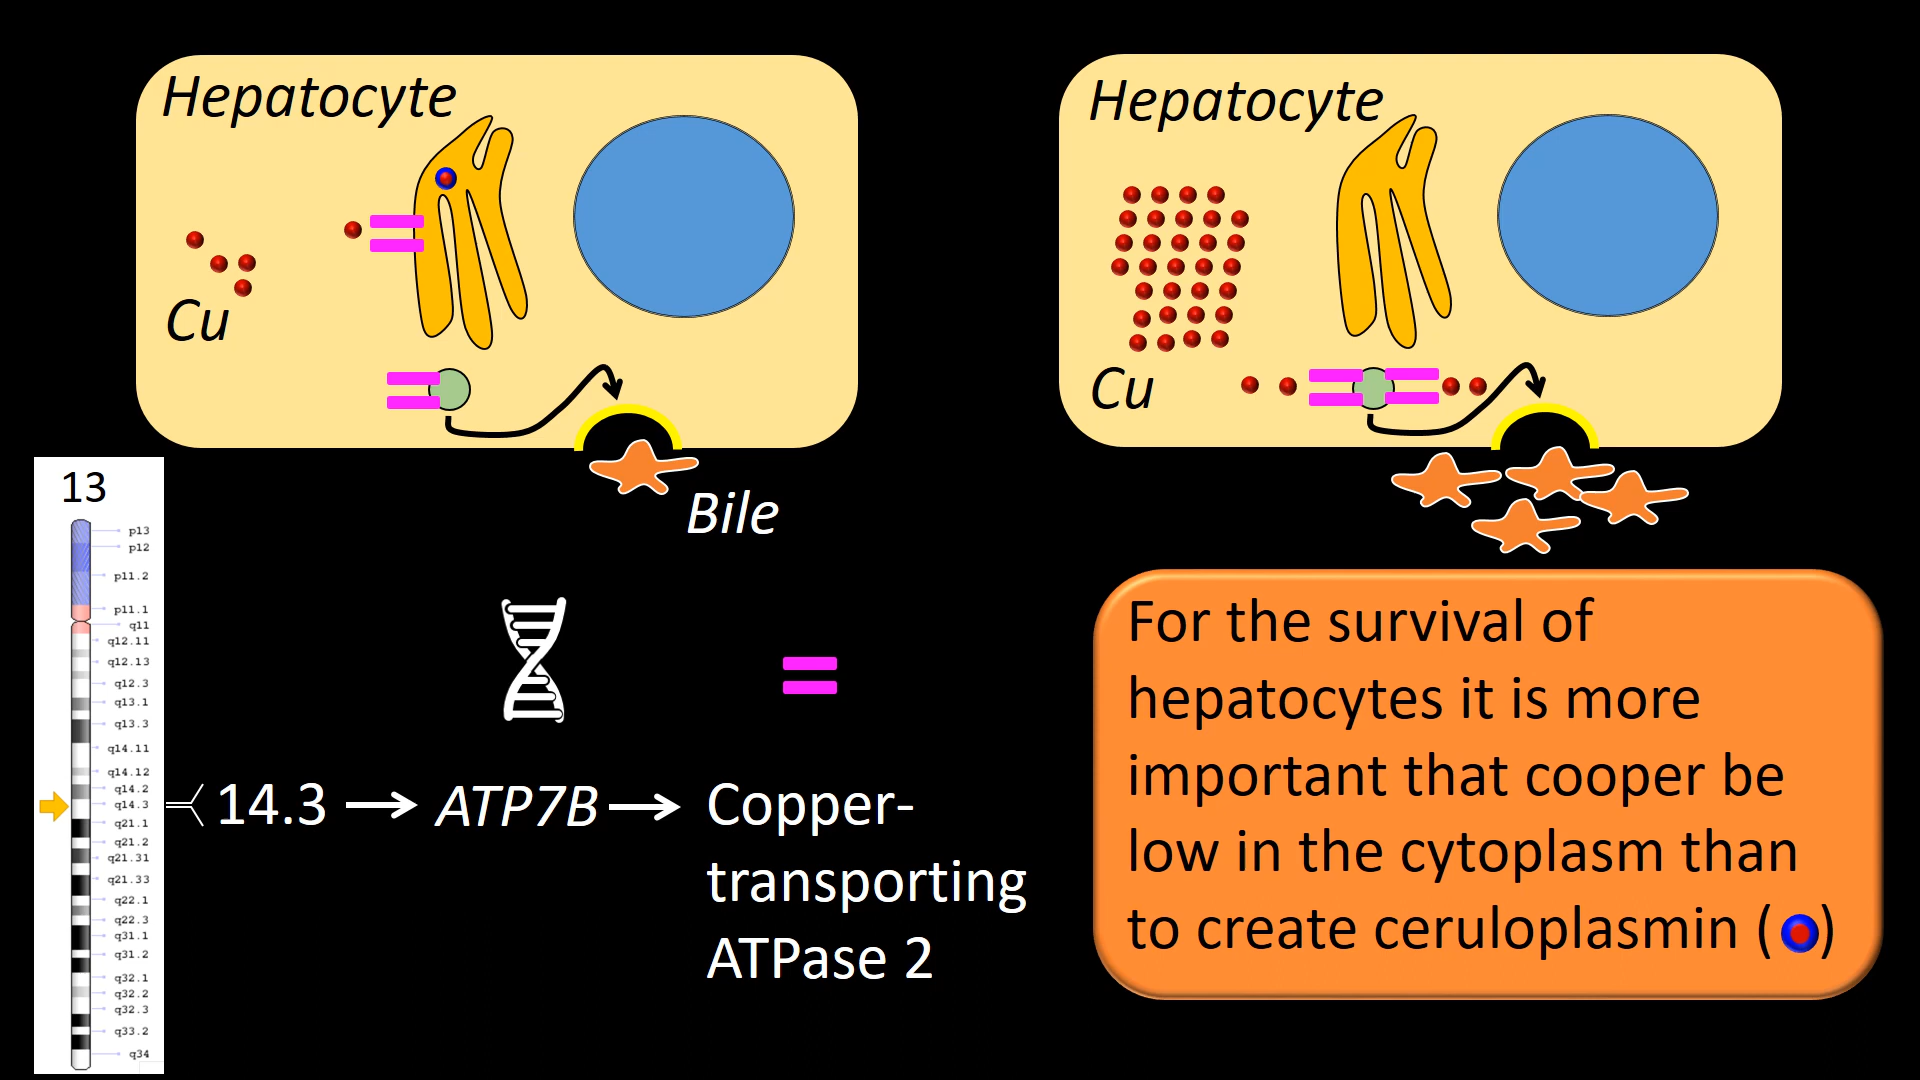 Hepatocyte
Cu
Bile
Hepatocyte
Cu
13
p13
p12
p11.2
p11.1
q11
q12.11
q12.13
q12.3
q13.1
q13.3
q14.11
q14.12
q14.2
q14.3
q21.1
q21.2
q21.31
q21.33
q22.1
q22.3
q31.1
q31.2
q32.1
q32.2
q32.3
q33.2
q34
14.3
ATP7B
Copper-
transporting
ATPase 2
For the survival of
hepatocytes it is more
important that cooper be
low in the cytoplasm than
to create ceruloplasmin ( )